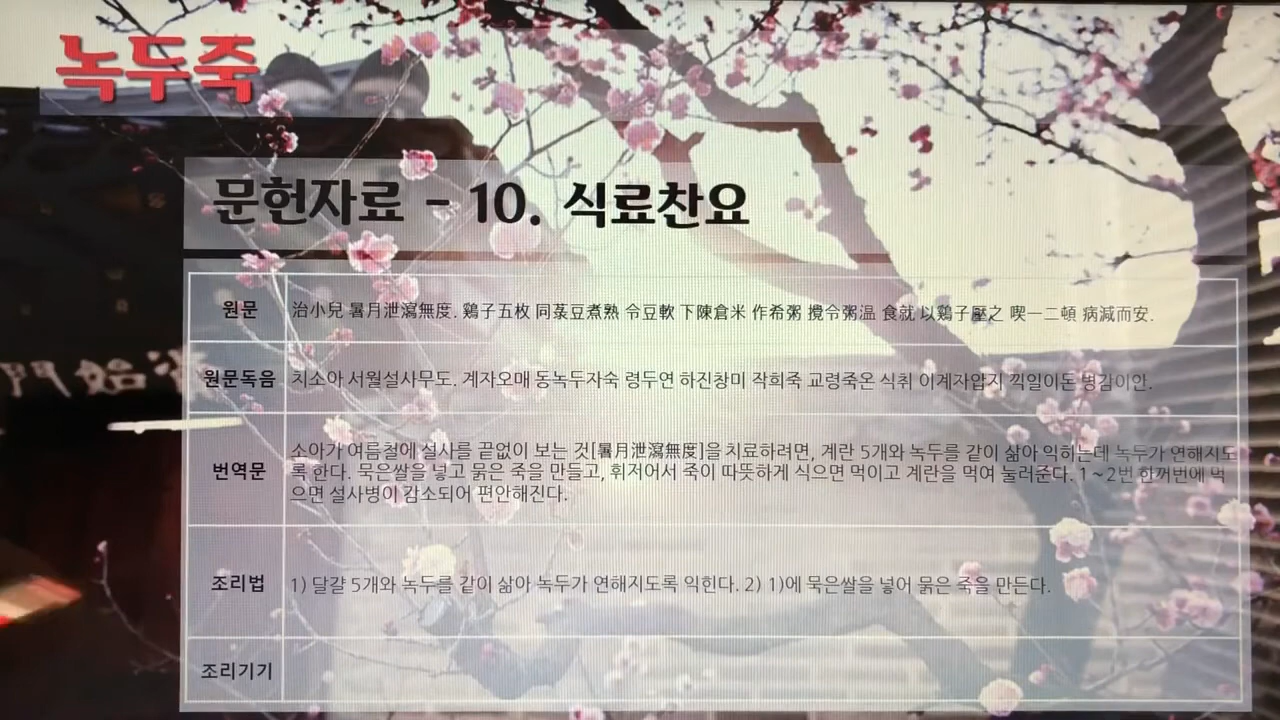 녹두죽
문헌자료 - 10. 식료찬요
원문
治小兒 暑月泄瀉無度. 鷄子五枚 同菉豆煮熟 令豆軟 下陳倉米 作希粥 攪令粥温 食就 以鷄子壓之 喫一二頓 病減而安.
원문독음
치소아 서월설사무도. 계자오매 동녹두자숙 령두연 하진창미 작희죽 교령죽온 식취 이계자압지 끽일이돈 병감이안.
번역문
소아가 여름철에 설사를 끝없이 보는 것[暑月泄瀉無度]을 치료하려면, 계란 5개와 녹두를 같이 삶아 익히는데 녹두가 연해지도
록 한다. 묵은쌀을 넣고 묽은 죽을 만들고, 휘저어서 죽이 따뜻하게 식으면 먹이고 계란을 먹여 눌러준다. 1~2번 한꺼번에 먹
으면 설사병이 감소되어 편안해진다.
조리법
1) 달걀 5개와 녹두를 같이 삶아 녹두가 연해지도록 익힌다. 2) 1)에 묵은쌀을 넣어 묽은 죽을 만든다.
조리기기
門始